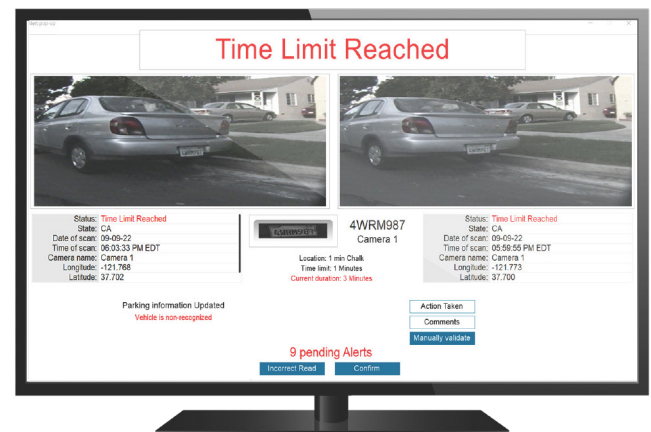 Time Limit Reached
Status: Time Limit Reached
State: CA
Date of scan: 09-09-22
Time of scan: 06:03:33 PM EDT
Camera name: Camera 1
Longitude: -121.768
Latitude: 37.702
4WRM987
Camera 1
Location: 1 min Chalk
Time limit: 1 Minutes
Current duration: 3 Minutes
Status: Time Limit Reached
State: CA
Date of scan: 09-09-22
Time of scan: 05:59:55 PM EDT
Camera name: Camera 1
Longitude: -121.773
Latitude: 37.700
Parking information Updated
Vehicle is non-recognized
Action Taken
Comments
Manually validate
9 pending Alerts
Incorrect Read
Confirm